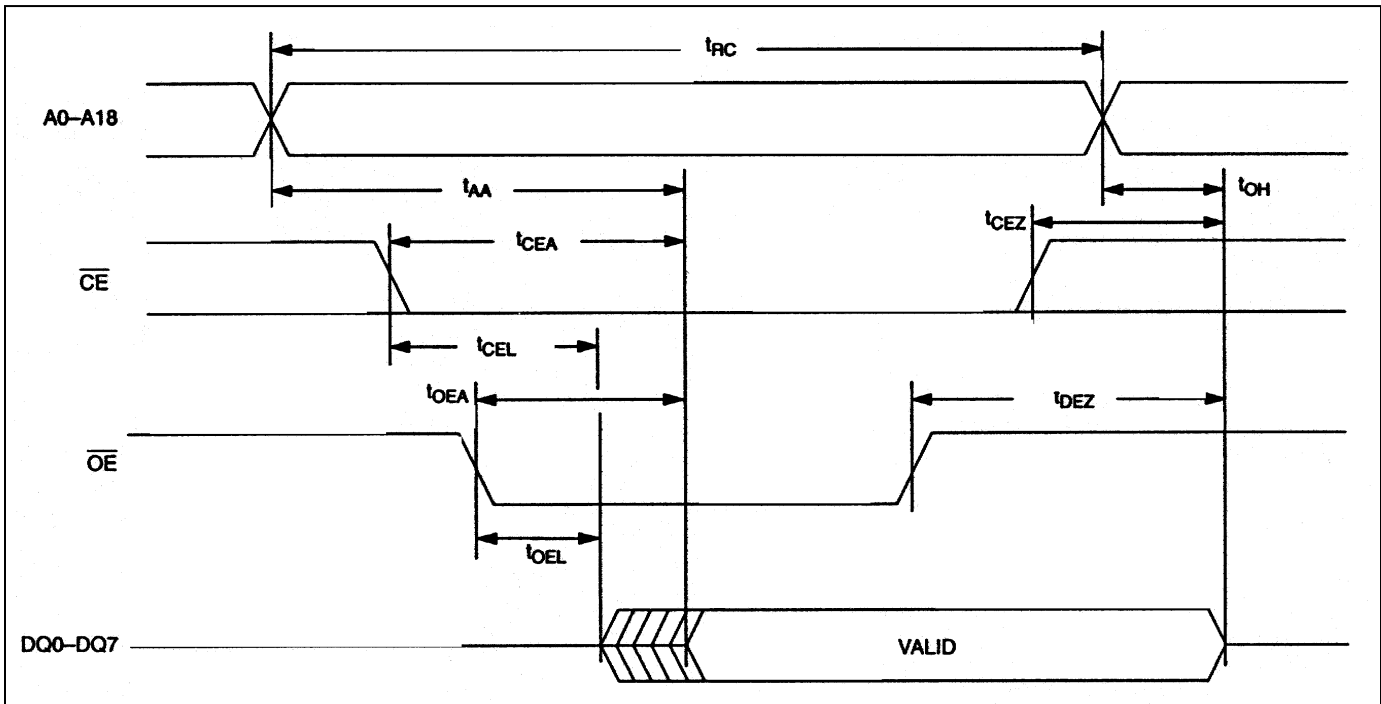 tRC
A0–A18
tAA
tOH
tCEZ
tCEA
CE
tCEL
tOEA
tDEZ
OE
tOEL
DQ0–DQ7
VALID